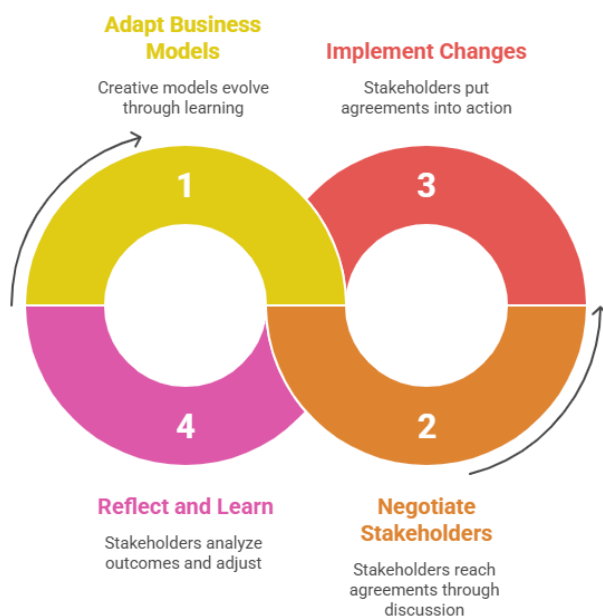 Adapt Business
Models
Creative models evolve
through learning
Implement Changes
Stakeholders put
agreements into action
1
3
4
2
Reflect and Learn
Stakeholders analyze
outcomes and adjust
Negotiate
Stakeholders
Stakeholders reach
agreements through
discussion